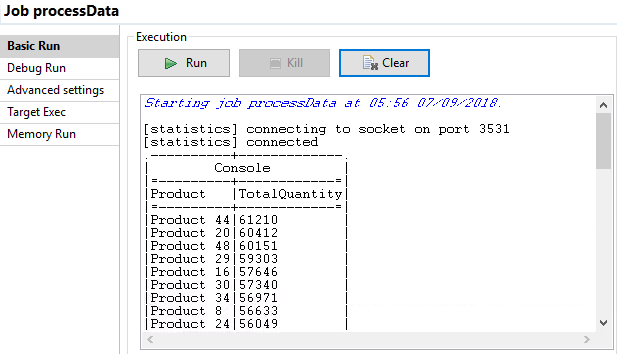 Job processData
Basic Run
Debug Run
Advanced settings
Target Exec
Memory Run
Execution
Run
Kill
Clear
Starting job processData at 05:56 07/09/2018.
[statistics] connecting to socket on port 3531
[statistics] connected
.----------+-------------.
|        Console         |
|=---------+------------=|
|Product   |TotalQuantity|
|=---------+------------=|
|Product 44|61210        |
|Product 20|60412        |
|Product 48|60151        |
|Product 29|59303        |
|Product 16|57646        |
|Product 30|57340        |
|Product 34|56971        |
|Product 8 |56633        |
|Product 24|56049        |